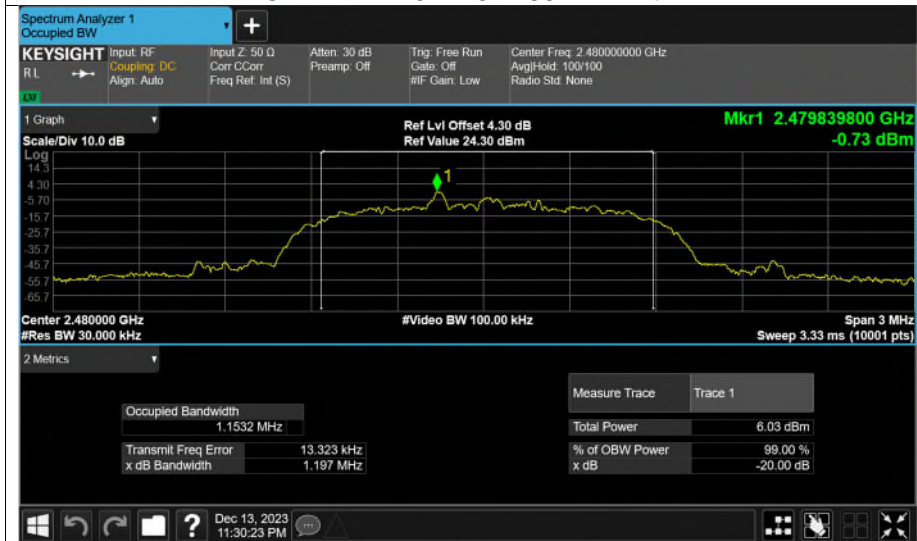 Spectrum Analyzer 1
Occupied BW
+
KEYSIGHT Input: RF Input Z: 50 Ω Atten: 30 dB Trig: Free Run Center Freq: 2.480000000 GHz
RL Coupling: DC Corr CCorr Preamp: Off Gate: Off Avg|Hold: 100/100
Align: Auto Freq Ref: Int (S) #IF Gain: Low Radio Std: None
LXI
1 Graph
Scale/Div 10.0 dB Ref Lvl Offset 4.30 dB Mkr1 2.479839800 GHz
Ref Value 24.30 dBm -0.73 dBm
Log
14.3
4.30
-5.70
-15.7
-25.7
-35.7
-45.7
-55.7
-65.7
1
Center 2.480000 GHz #Video BW 100.00 kHz Span 3 MHz
#Res BW 30.000 kHz Sweep 3.33 ms (10001 pts)
2 Metrics
Measure Trace Trace 1
Occupied Bandwidth
1.1532 MHz Total Power 6.03 dBm
Transmit Freq Error 13.323 kHz % of OBW Power 99.00 %
x dB Bandwidth 1.197 MHz x dB -20.00 dB
? Dec 13, 2023
11:30:23 PM